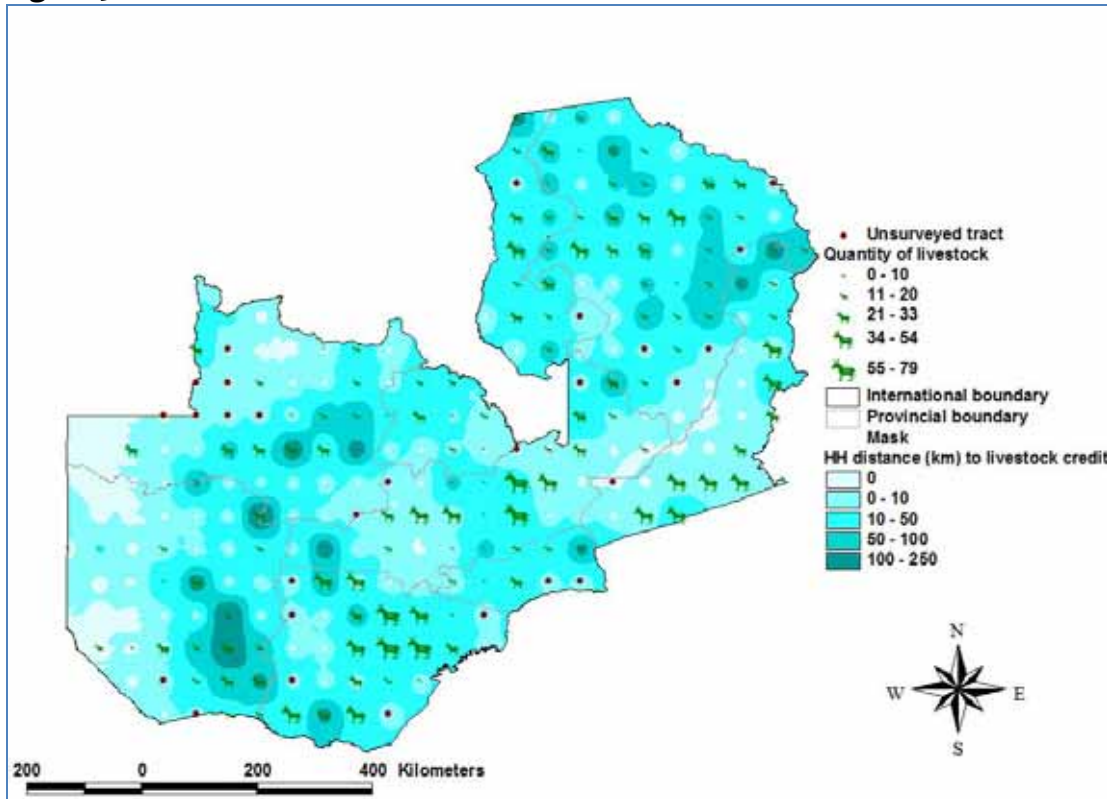 Unsurveyed tract
Quantity of livestock
0 - 10
11 - 20
21 - 33
34 - 54
55 - 79
International boundary
Provincial boundary
Mask
HH distance (km) to livestock credit
0
0 - 10
10 - 50
50 - 100
100 - 250
N
W E
S
200 0 200 400 Kilometers